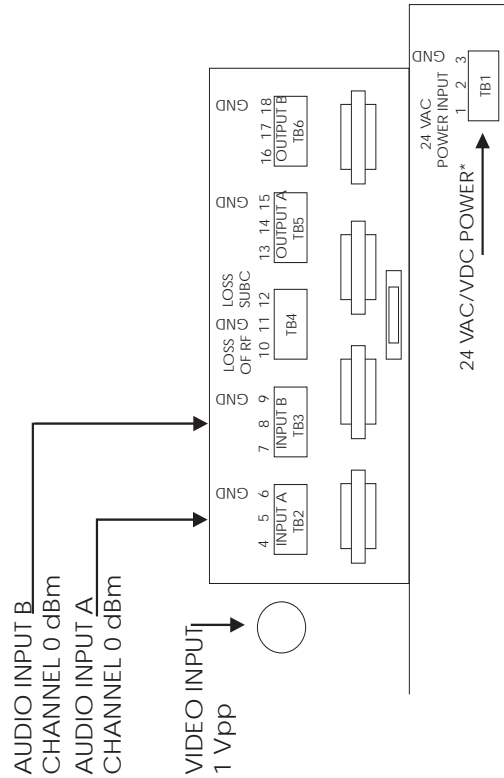 AUDIO INPUT B
CHANNEL 0 dBm
AUDIO INPUT A
CHANNEL 0 dBm
VIDEO INPUT
1 Vpp
GND
4 5 6
INPUT A
TB2
GND
7 8 9
INPUT B
TB3
LOSS
OF RF
GND
LOSS
SUBC
10 11 12
TB4
GND
13 14 15
OUTPUT A
TB5
GND
16 17 18
OUTPUT B
TB6
24 VAC
POWER INPUT
GND
1 2 3
TB1
24 VAC/VDC POWER*